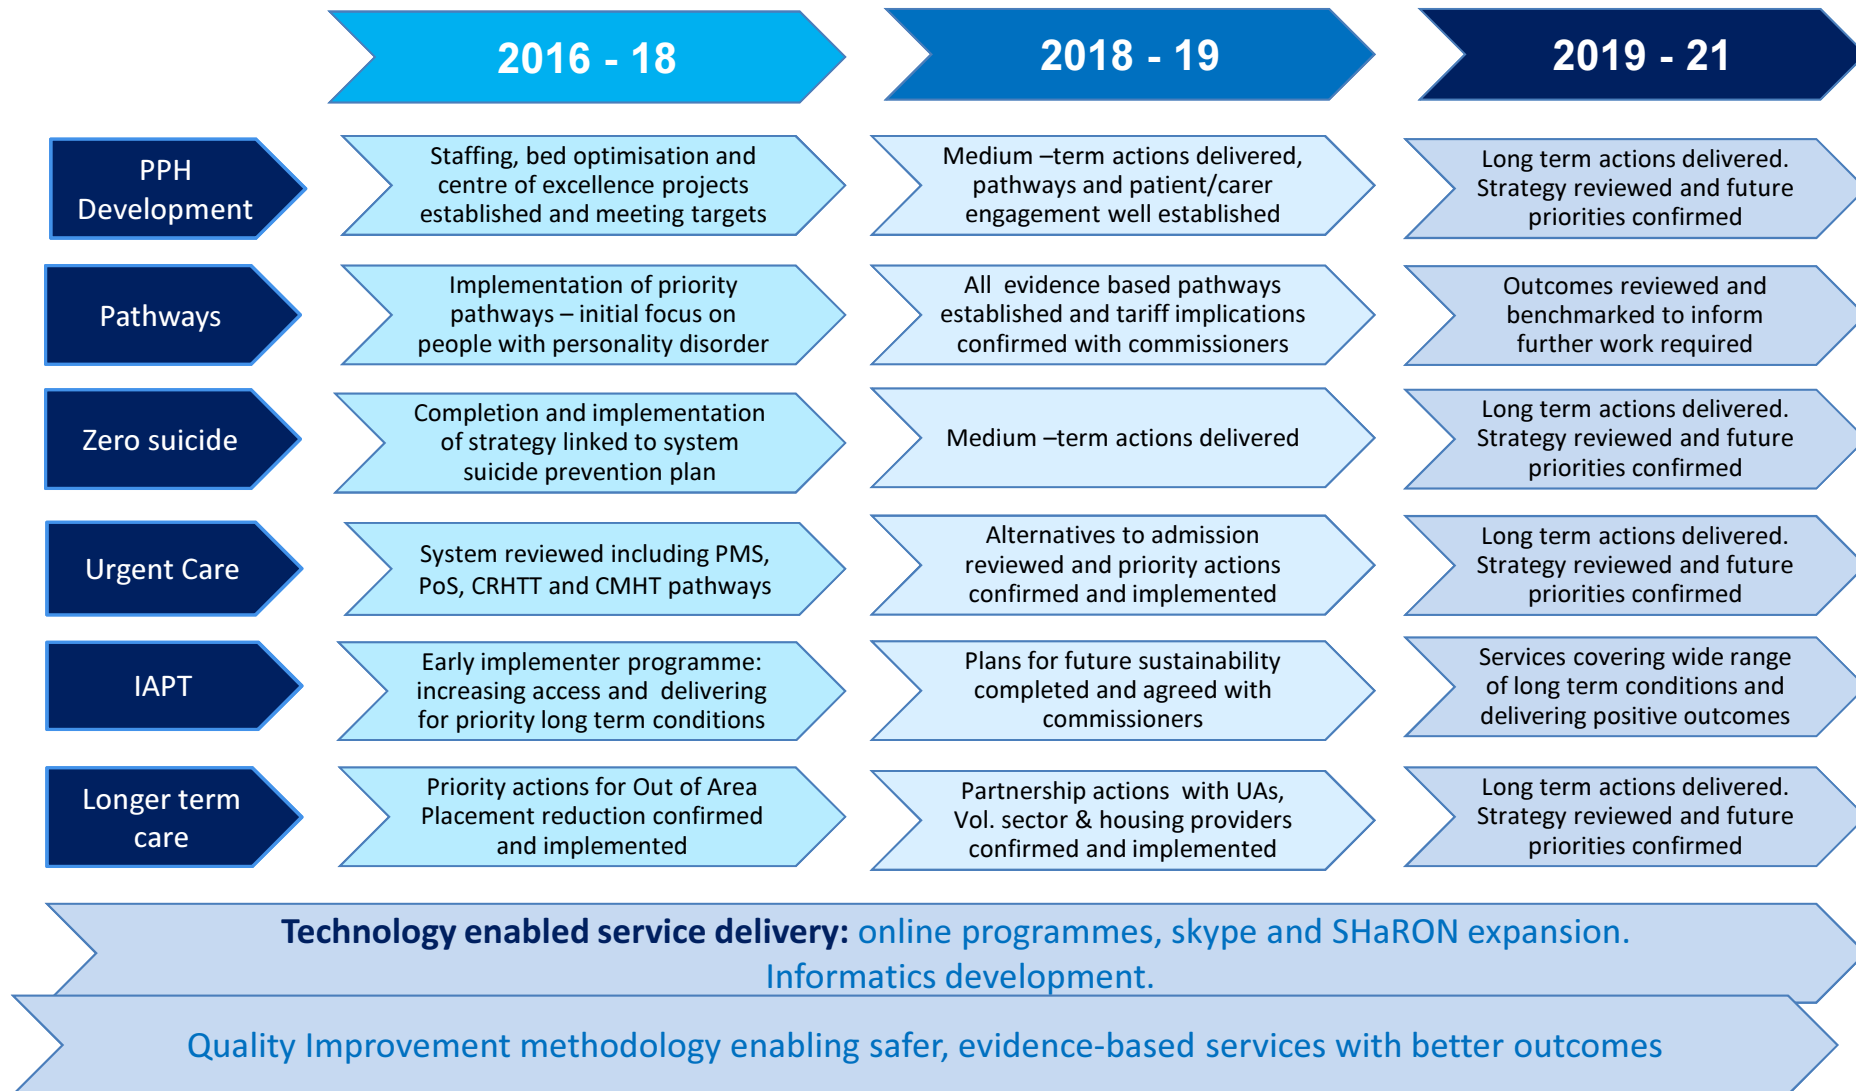 2016 - 18
2018 - 19
2019 - 21
PPH
Development
Staffing, bed optimisation and
centre of excellence projects
established and meeting targets
Medium –term actions delivered,
pathways and patient/carer
engagement well established
Long term actions delivered.
Strategy reviewed and future
priorities confirmed
Pathways
Implementation of priority
pathways – initial focus on
people with personality disorder
All evidence based pathways
established and tariff implications
confirmed with commissioners
Outcomes reviewed and
benchmarked to inform
further work required
Zero suicide
Completion and implementation
of strategy linked to system
suicide prevention plan
Medium –term actions delivered
Long term actions delivered.
Strategy reviewed and future
priorities confirmed
Urgent Care
System reviewed including PMS,
PoS, CRHTT and CMHT pathways
Alternatives to admission
reviewed and priority actions
confirmed and implemented
Long term actions delivered.
Strategy reviewed and future
priorities confirmed
IAPT
Early implementer programme:
increasing access and delivering
for priority long term conditions
Plans for future sustainability
completed and agreed with
commissioners
Services covering wide range
of long term conditions and
delivering positive outcomes
Longer term
care
Priority actions for Out of Area
Placement reduction confirmed
and implemented
Partnership actions with UAs,
Vol. sector & housing providers
confirmed and implemented
Long term actions delivered.
Strategy reviewed and future
priorities confirmed
Technology enabled service delivery: online programmes, skype and SHaRON expansion.
Informatics development.
Quality Improvement methodology enabling safer, evidence-based services with better outcomes